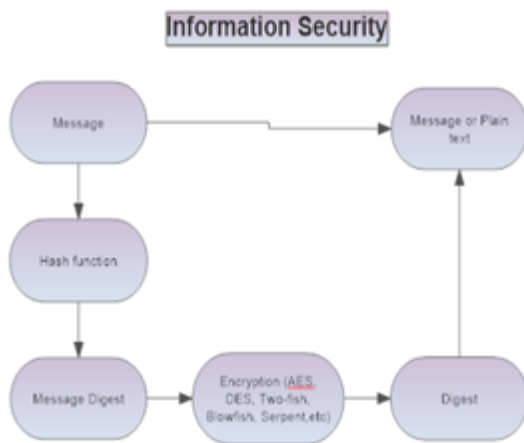 Information Security
Message
Message or Plain
text
Hash function
Message Digest
Encryption (AES,
DES, Two-fish,
Blowfish, Serpent,etc)
Digest